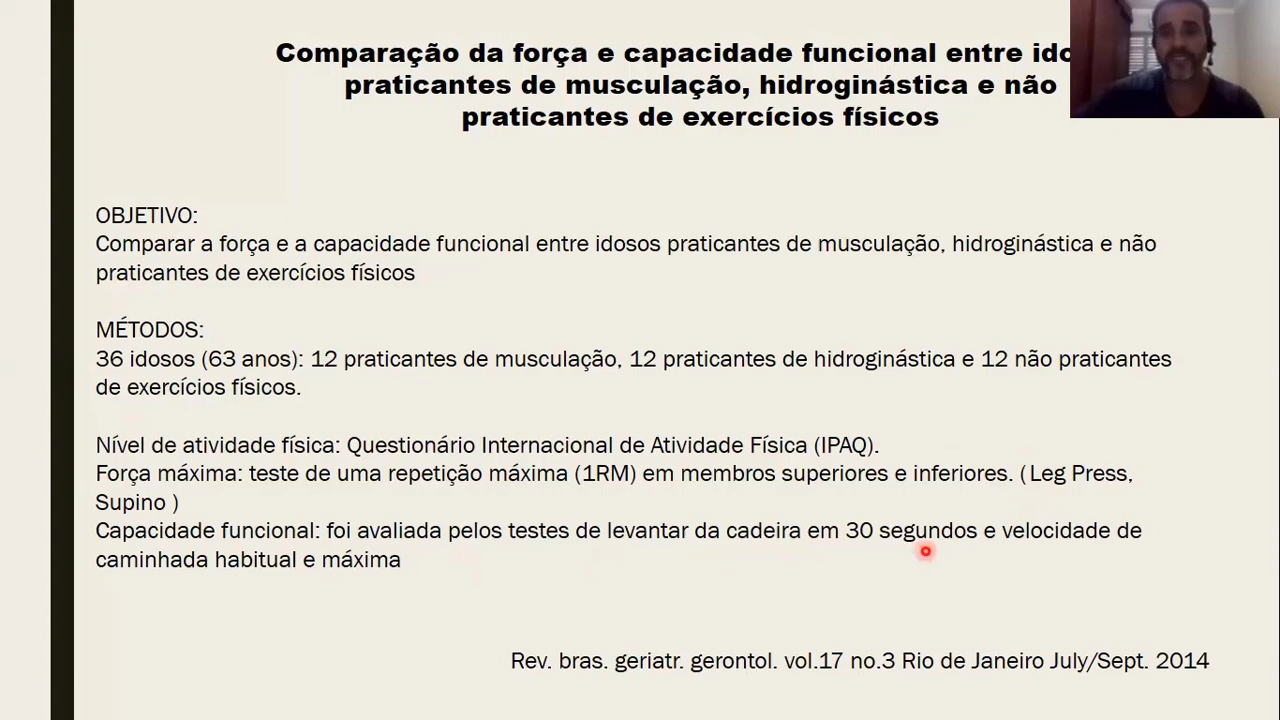 Comparação da força e capacidade funcional entre
praticantes de musculação, hidroginástica e não
praticantes de exercícios físicos
OBJETIVO:
Comparar a força e a capacidade funcional entre idosos praticantes de musculação, hidroginástica e não
praticantes de exercícios físicos
MÉTODOS:
36 idosos (63 anos): 12 praticantes de musculação, 12 praticantes de hidroginástica e 12 não praticantes
de exercícios físicos.
Nível de atividade física: Questionário Internacional de Atividade Física (IPAQ).
Força máxima: teste de uma repetição máxima (1RM) em membros superiores e inferiores. ( Leg Press,
Supino )
Capacidade funcional: foi avaliada pelos testes de levantar da cadeira em 30 segundos e velocidade de
caminhada habitual e máxima
Rev. bras. geriatr. gerontol. vol.17 no.3 Rio de Janeiro July/Sept. 2014